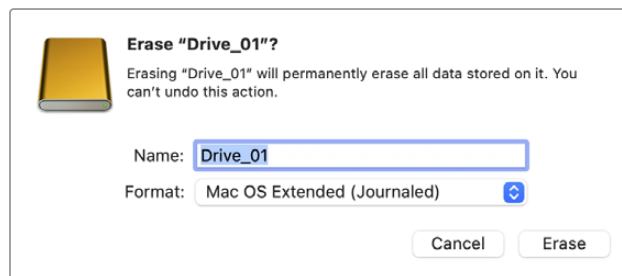 Erase “Drive_01”?
Erasing “Drive_01” will permanently erase all data stored on it. You
can’t undo this action.
Name: Drive_01
Format: Mac OS Extended (Journaled)
Cancel Erase